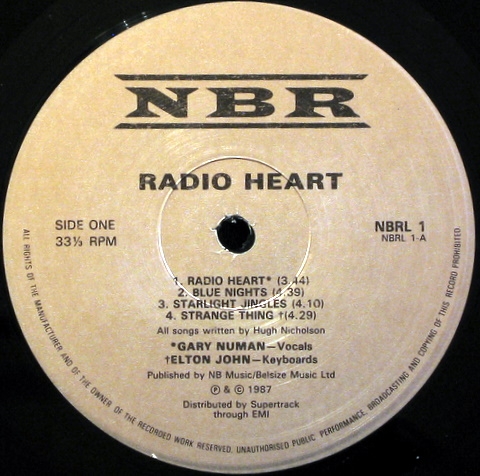 NBR
RADIO HEART
SIDE ONE
33⅓ RPM
NBRL 1
NBRL 1-A
1. RADIO HEART* (3.44)
2. BLUE NIGHTS (4.39)
3. STARLIGHT JINGLES (4.10)
4. STRANGE THING †(4.29)
All songs written by Hugh Nicholson
*GARY NUMAN—Vocals
†ELTON JOHN—Keyboards
Published by NB Music/Belsize Music Ltd
Ⓟ & © 1987
Distributed by Supertrack
through EMI
ALL RIGHTS OF THE MANUFACTURER AND OF THE OWNER OF THE RECORDED WORK RESERVED. UNAUTHORISED PUBLIC PERFORMANCE, BROADCASTING AND COPYING OF THIS RECORD PROHIBITED.